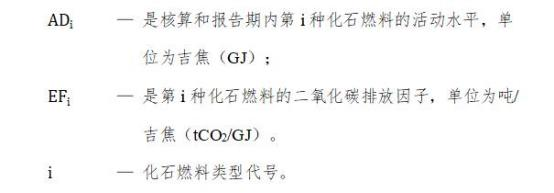 ADi — 是核算和报告期内第 i 种化石燃料的活动水平，单
位为吉焦（GJ）；
EFi — 是第 i 种化石燃料的二氧化碳排放因子，单位为吨/
吉焦（tCO2/GJ）。
i — 化石燃料类型代号。